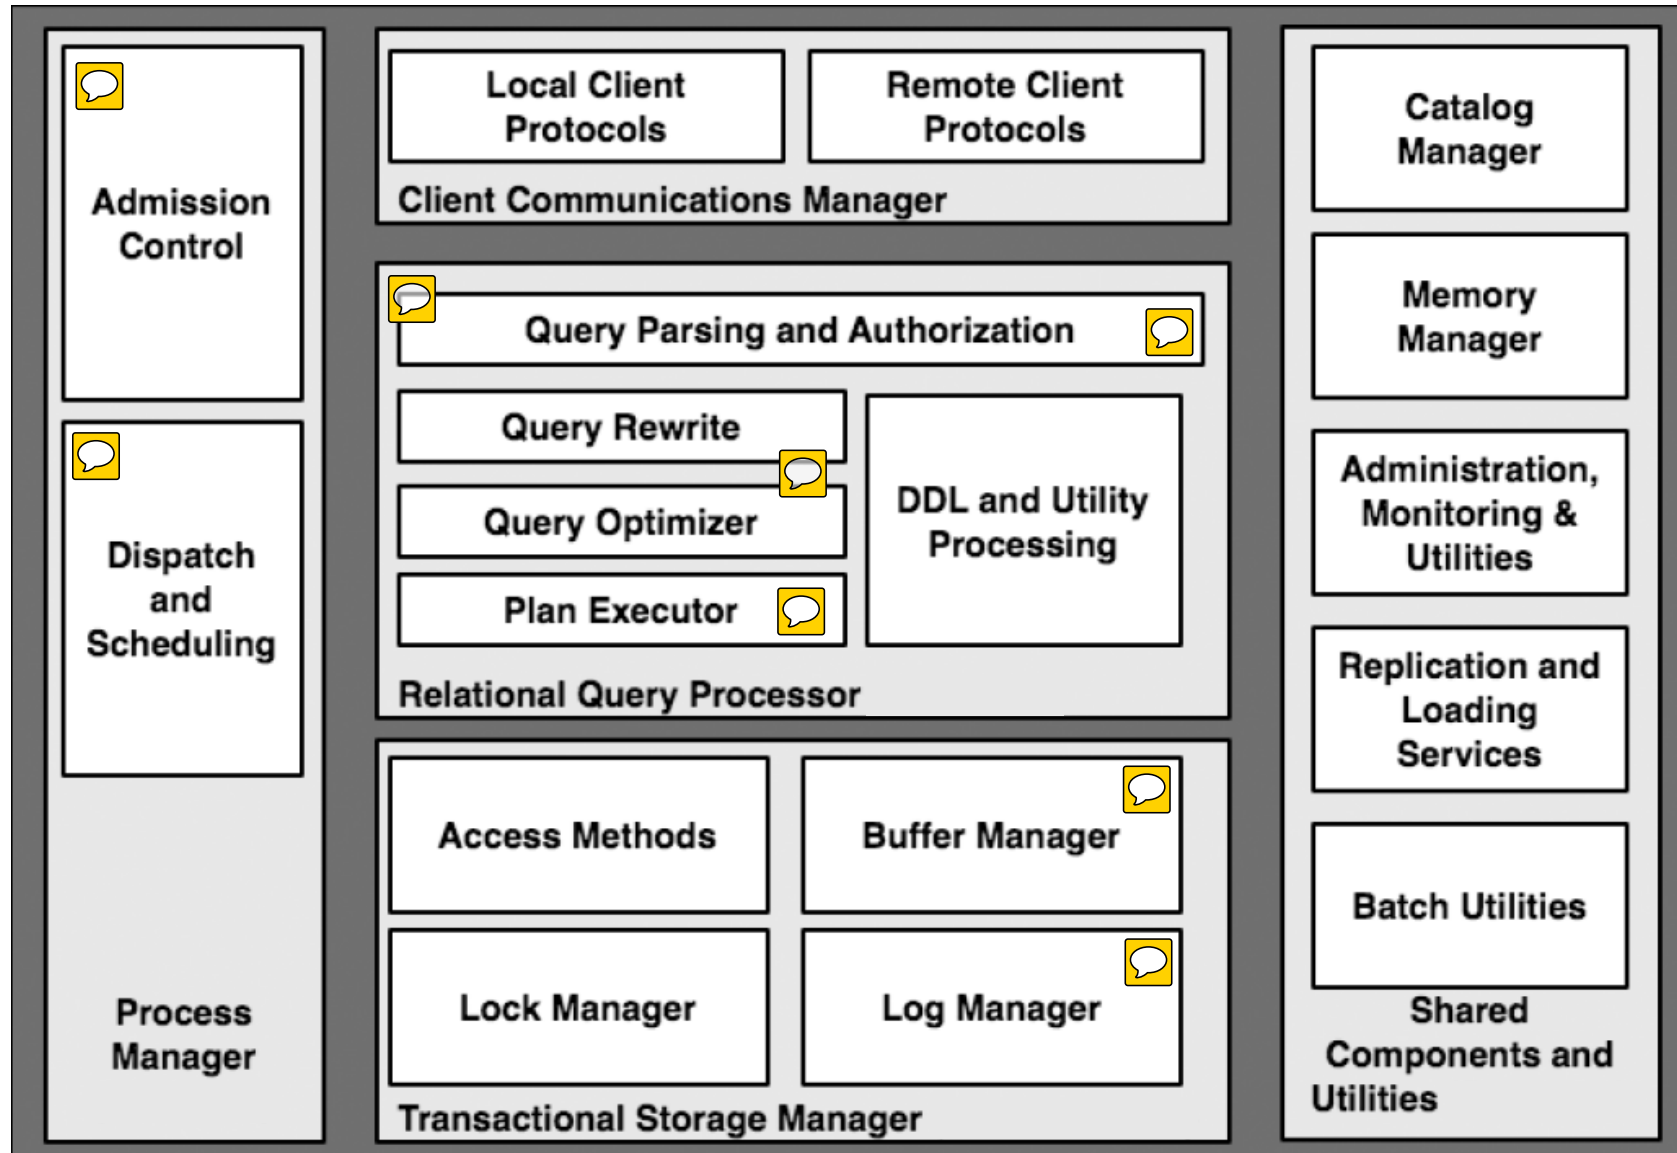 Admission
Control
Dispatch
and
Scheduling
Process
Manager
Local Client
Protocols
Remote Client
Protocols
Client Communications Manager
Query Parsing and Authorization
Query Rewrite
Query Optimizer
Plan Executor
DDL and Utility
Processing
Relational Query Processor
Access Methods
Buffer Manager
Lock Manager
Log Manager
Transactional Storage Manager
Catalog
Manager
Memory
Manager
Administration,
Monitoring &
Utilities
Replication and
Loading
Services
Batch Utilities
Shared
Components and
Utilities